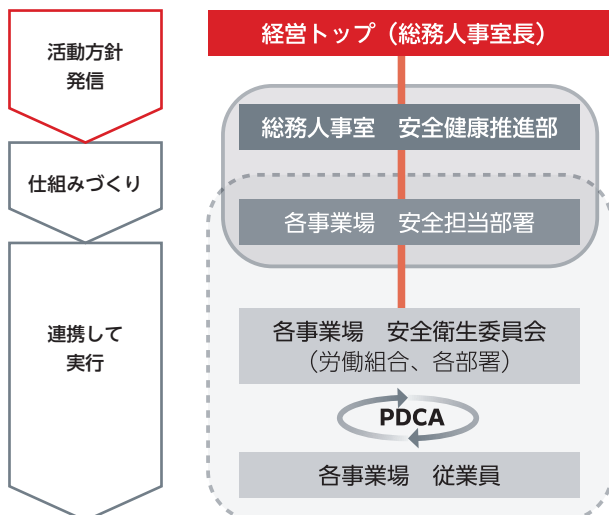 活動方針
発信
仕組みづくり
連携して
実行
経営トップ（総務人事室長）
総務人事室　安全健康推進部
各事業場　安全担当部署
各事業場　安全衛生委員会
（労働組合、各部署）
PDCA
各事業場　従業員